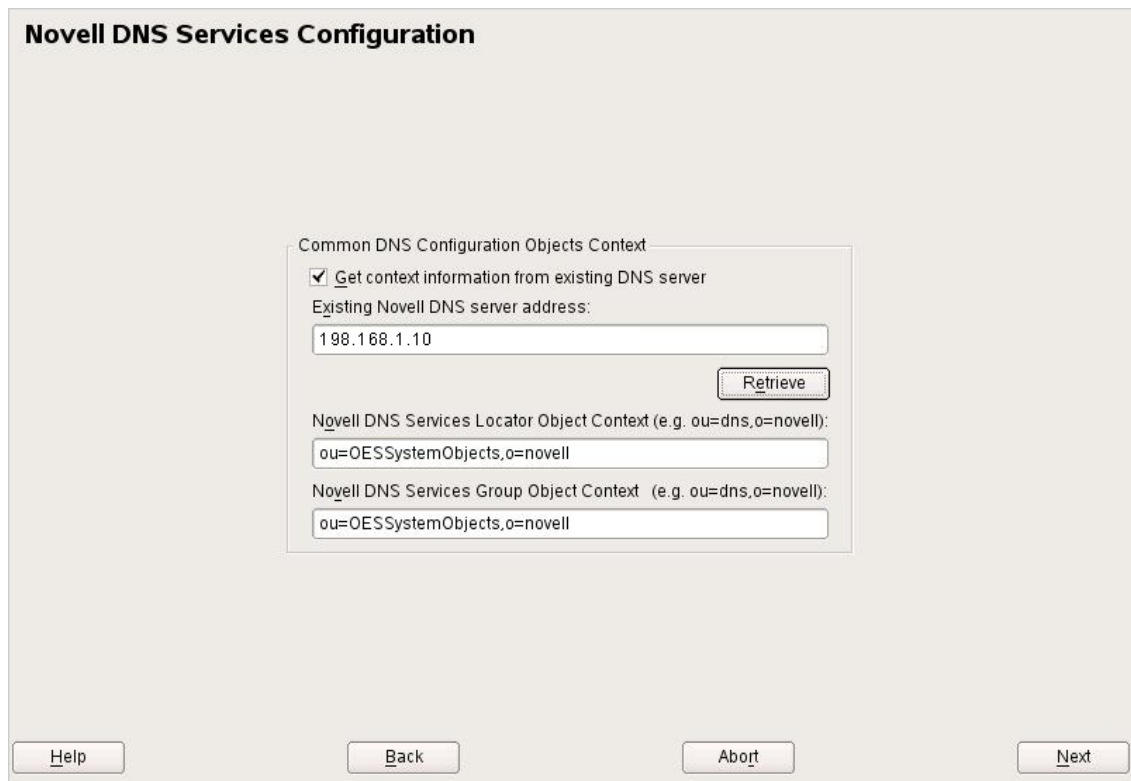 Novell DNS Services Configuration
Common DNS Configuration Objects Context
Get context information from existing DNS server
Existing Novell DNS server address:
198.168.1.10
Retrieve
Novell DNS Services Locator Object Context (e.g. ou=dns,o=novell):
ou=OESSystemObjects,o=novell
Novell DNS Services Group Object Context (e.g. ou=dns,o=novell):
ou=OESSystemObjects,o=novell
Help Back Abort Next